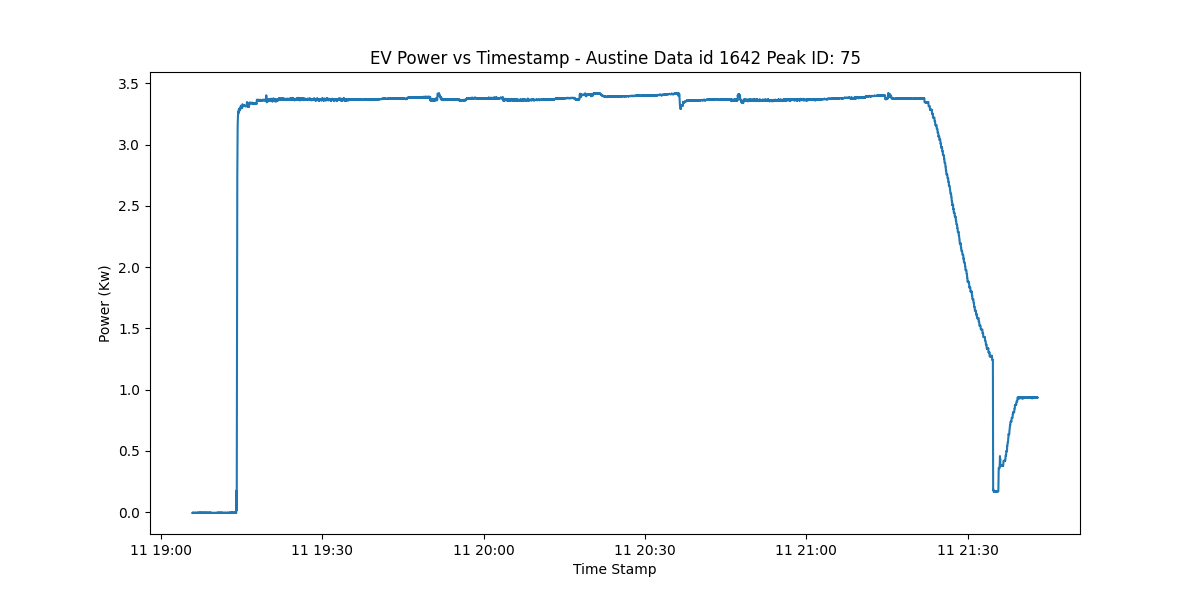 EV Power vs Timestamp - Austine Data id 1642 Peak ID: 75
3.5
3.0
2.5
2.0
1.5
1.0
0.5
0.0
Power (Kw)
11 19:00 11 19:30 11 20:00 11 20:30 11 21:00 11 21:30
Time Stamp